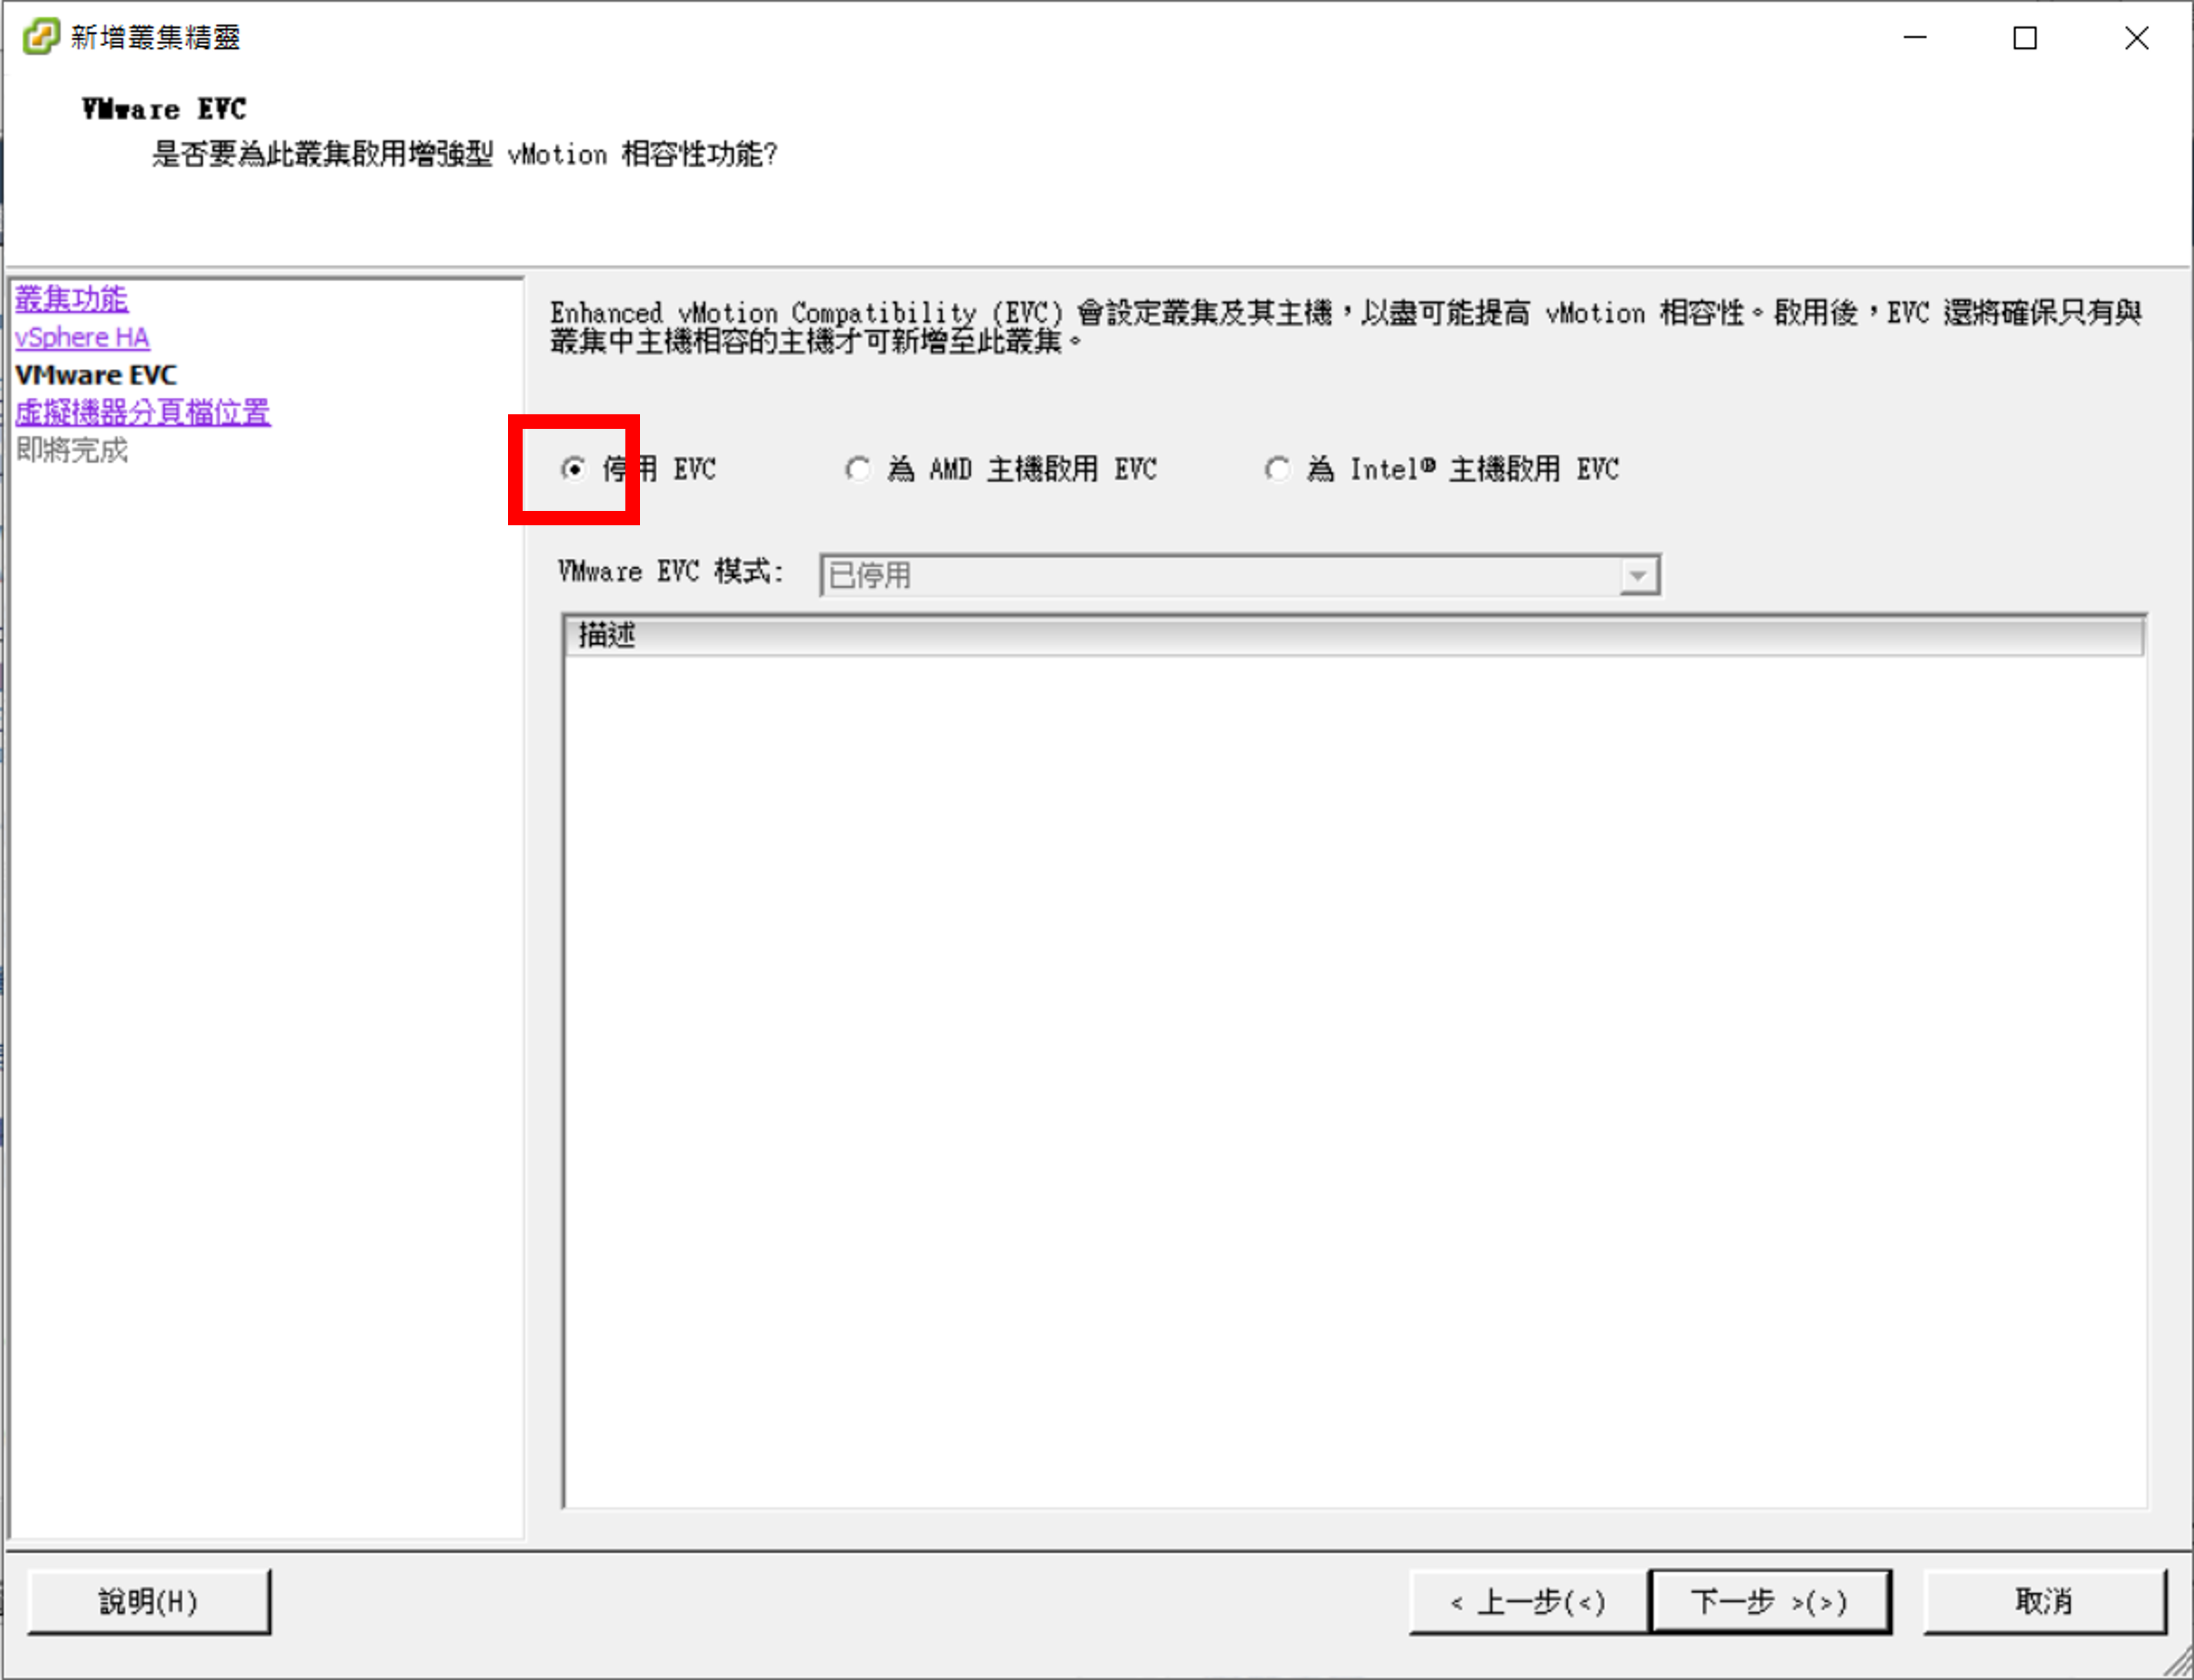 新增叢集精靈
VMware EVC
是否要為此叢集啟用增強型 vMotion 相容性功能?
叢集功能
vSphere HA
VMware EVC
虛擬機器分頁檔位置
即將完成
Enhanced vMotion Compatibility (EVC) 會設定叢集及其主機，以盡可能提高 vMotion 相容性。啟用後，EVC 還將確保只有與
叢集中主機相容的主機才可新增至此叢集。
停用 EVC 為 AMD 主機啟用 EVC 為 Intel® 主機啟用 EVC
VMware EVC 模式: 已停用
描述
說明(H) < 上一步(<) 下一步 >(>) 取消